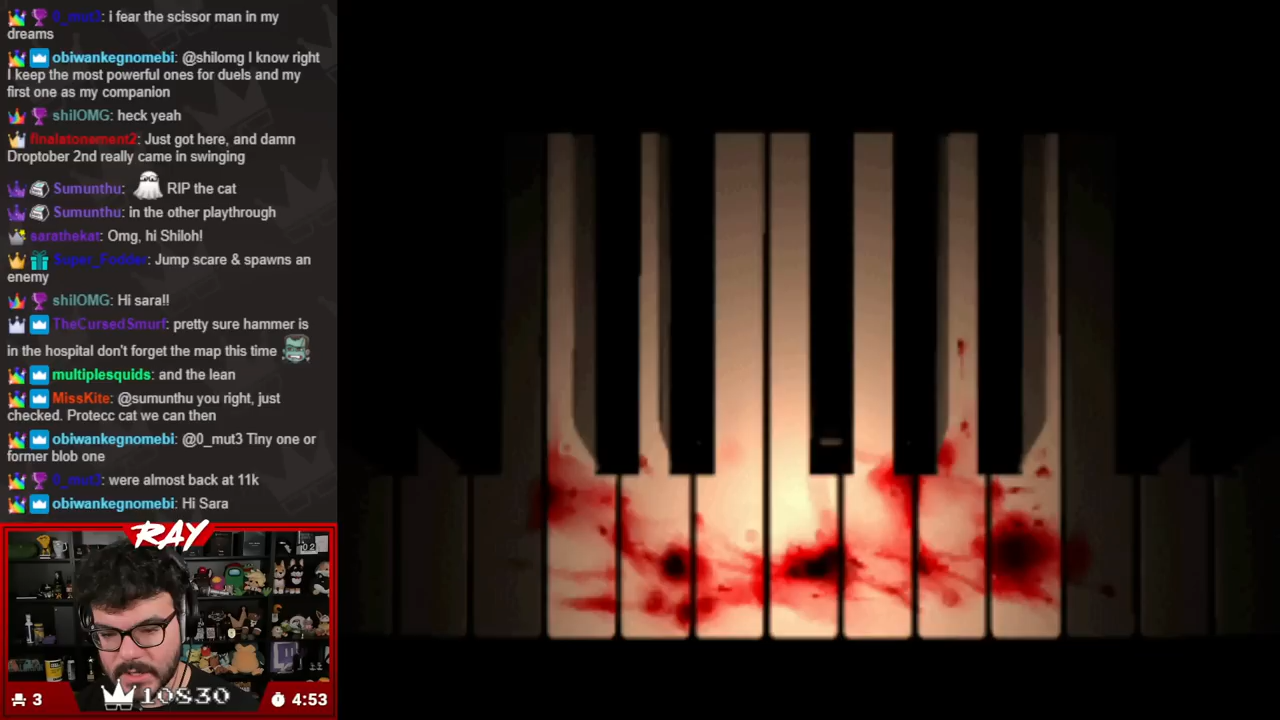 0_mut3: i fear the scissor man in my
dreams
obiwankegnomebi: @shilomg I know right
I keep the most powerful ones for duels and my
first one as my companion
shilOMG: heck yeah
finalatonement2: Just got here, and damn
Droptober 2nd really came in swinging
Sumunthu: RIP the cat
Sumunthu: in the other playthrough
sarathekat: Omg, hi Shiloh!
Super_Fodder: Jump scare & spawns an
enemy
shilOMG: Hi sara!!
TheCursedSmurf: pretty sure hammer is
in the hospital don't forget the map this time
multiplesquids: and the lean
MissKite: @sumunthu you right, just
checked. Protecc cat we can then
obiwankegnomebi: @0_mut3 Tiny one or
former blob one
0_mut3: were almost back at 11k
obiwankegnomebi: Hi Sara
RAY
3
10830
4:53